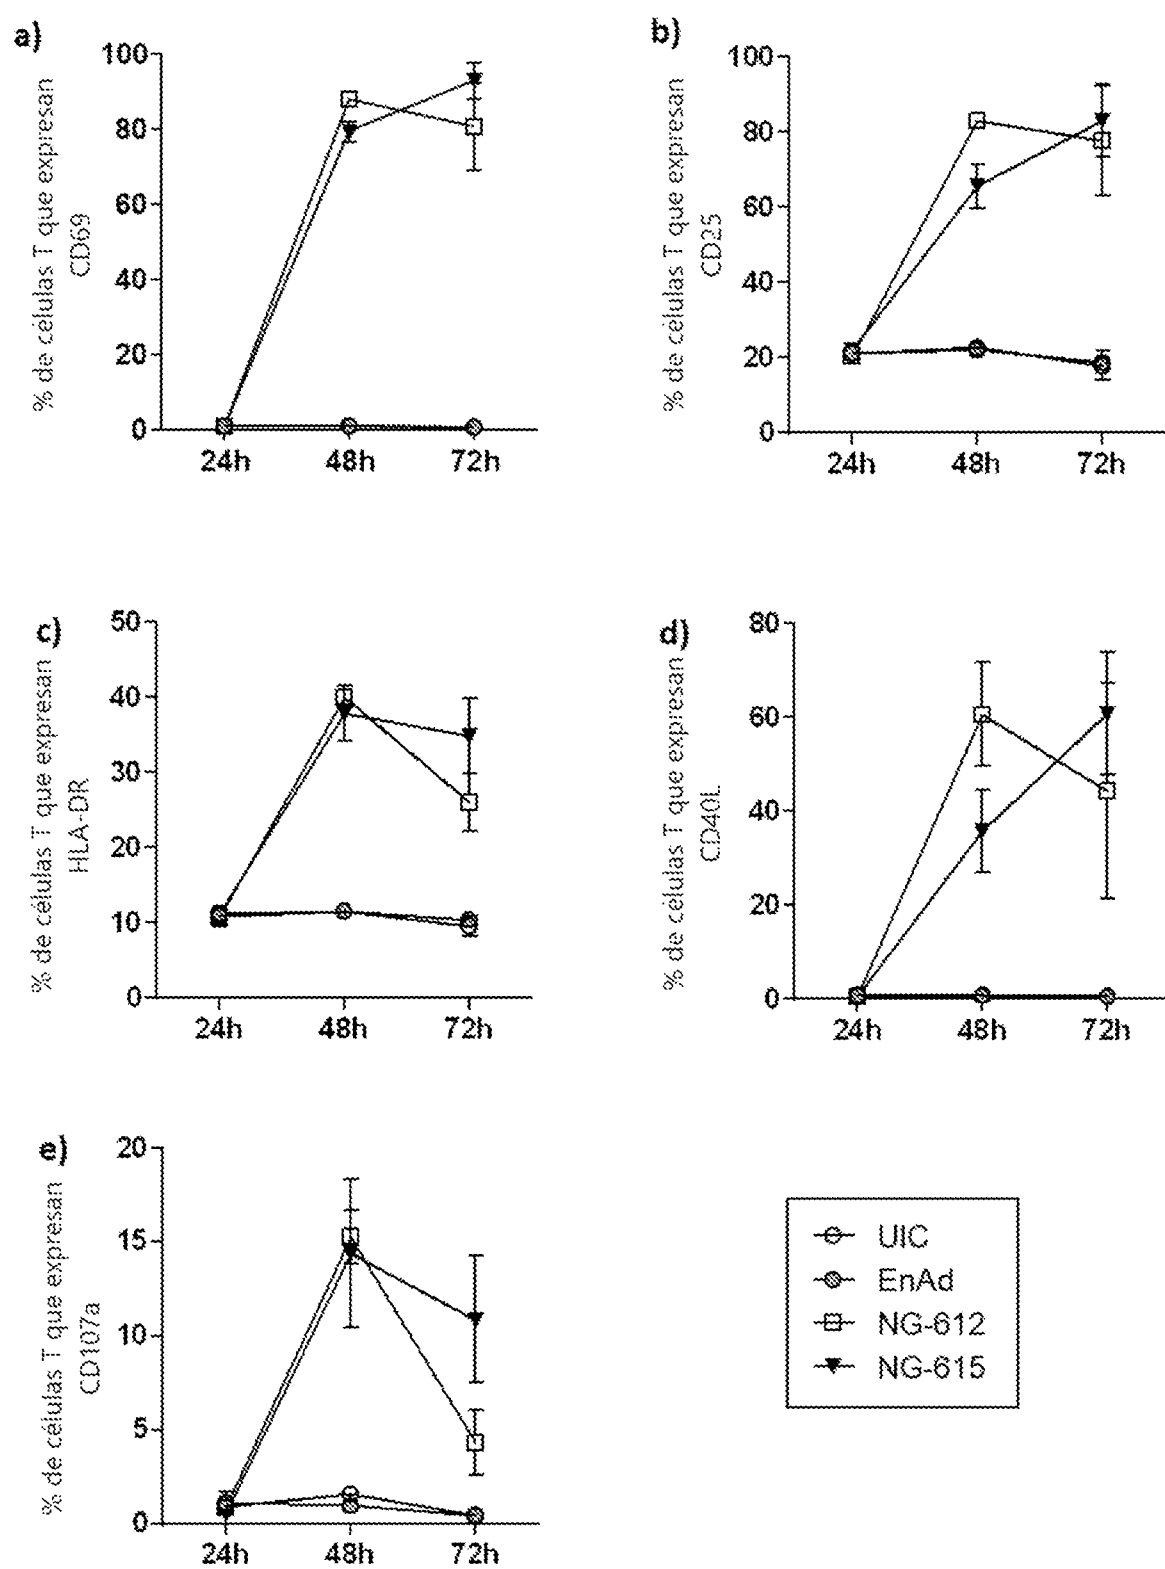 a)
% de células T que expresan
CD69
100
80
60
40
20
0
24h 48h 72h
b)
% de células T que expresan
CD25
100
80
60
40
20
0
24h 48h 72h
c)
% de células T que expresan
HLA-DR
50
40
30
20
10
0
24h 48h 72h
d)
% de células T que expresan
CD40L
80
60
40
20
0
24h 48h 72h
e)
% de células T que expresan
CD107a
20
15
10
5
0
24h 48h 72h
UIC
EnAd
NG-612
NG-615